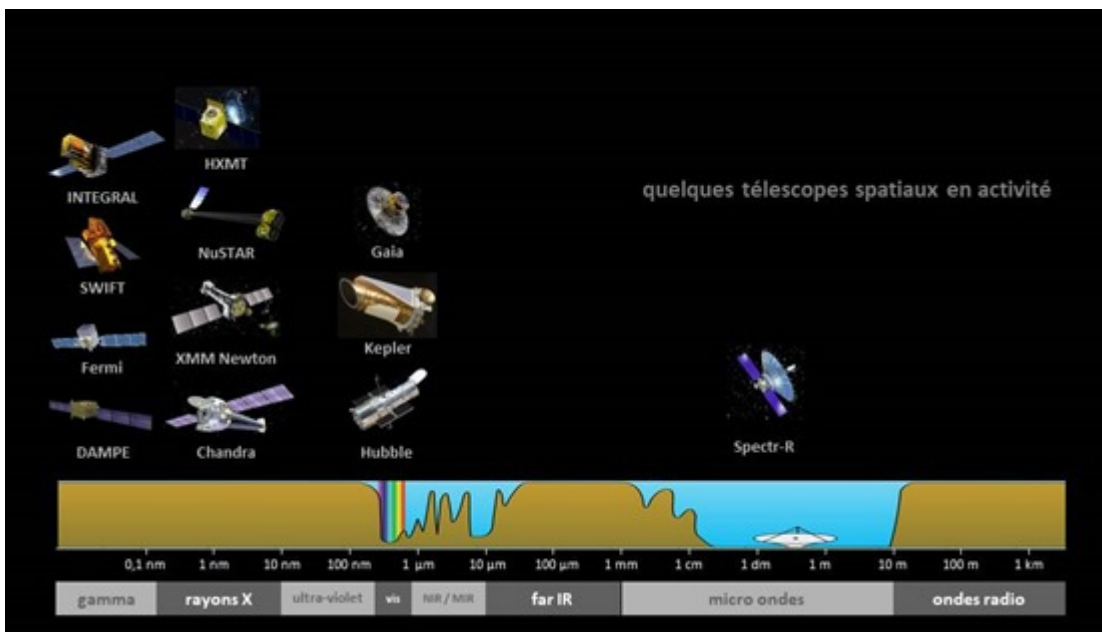 HXMT
INTEGRAL
quelques télescopes spatiaux en activité
NuSTAR
Gaia
SWIFT
Kepler
XMM Newton
Fermi
Spectr-R
DAMPE
Chandra
Hubble
0,1 nm 1 nm 10 nm 100 nm 1 µm 10 µm 100 µm 1 mm 1 cm 1 dm 1 m 10 m 100 m 1 km
gamma rayons X ultra-violet vis NIR / MIR far IR micro ondes ondes radio